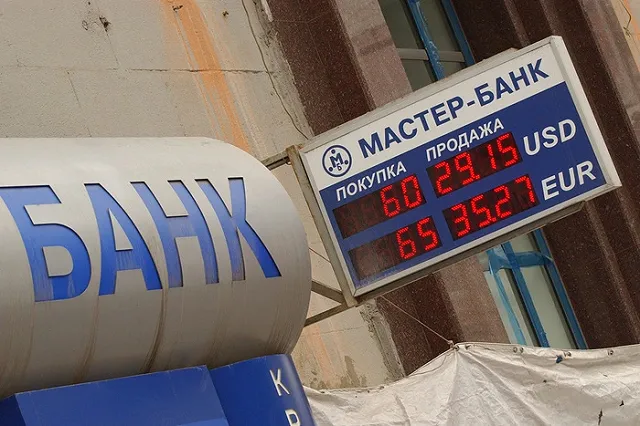 БАНК
МАСТЕР-БАНК
ПОКУПКА ПРОДАЖА
60 29.15 USD
65 35.27 EUR
М
Б
К